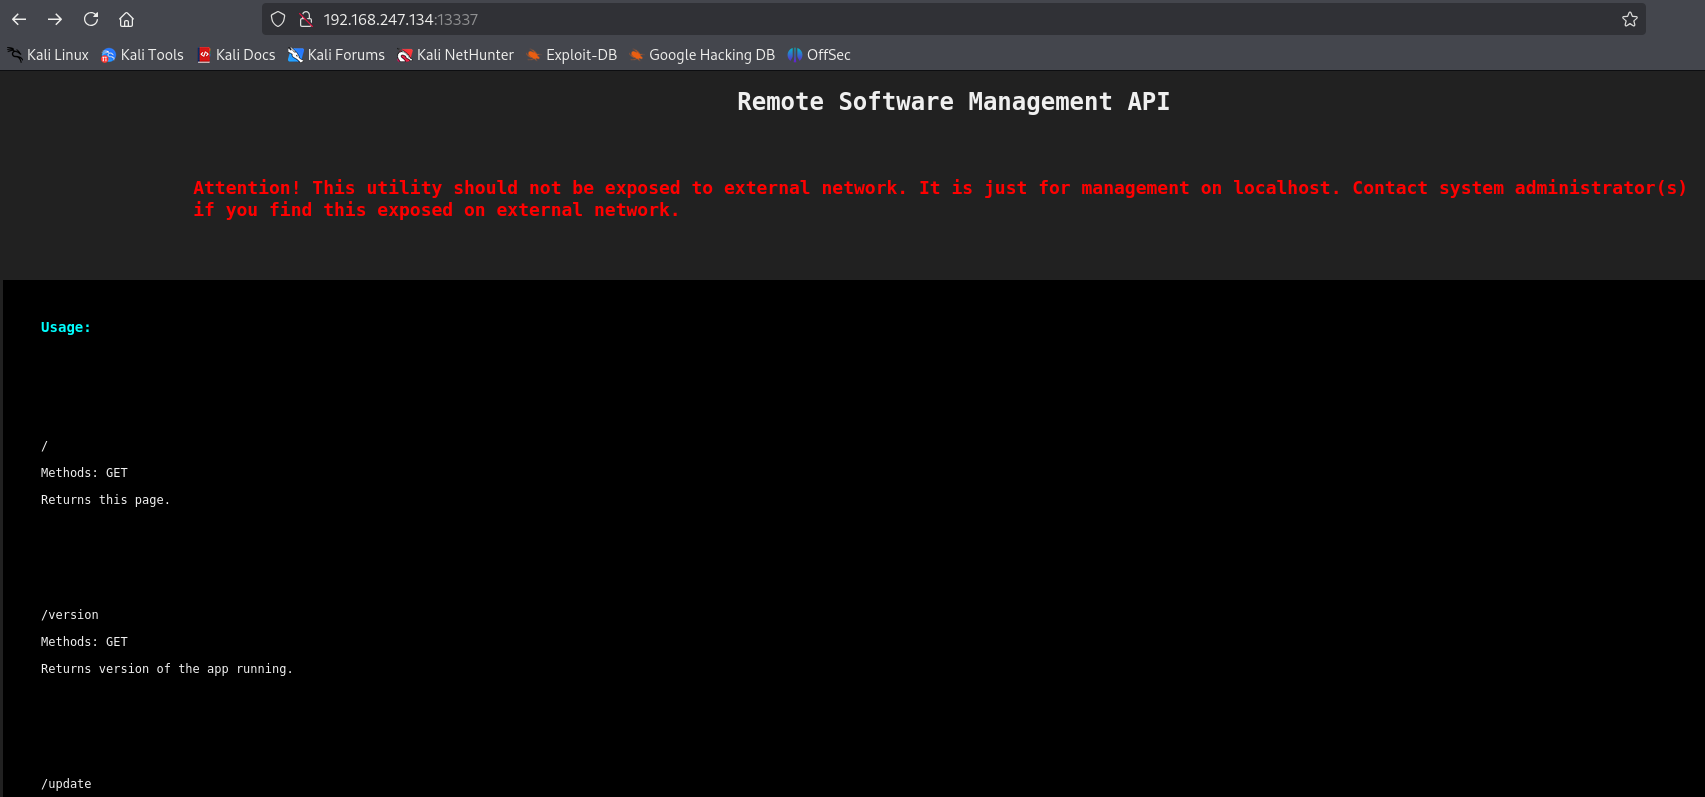 192.168.247.134:13337
Kali Linux Kali Tools Kali Docs Kali Forums Kali NetHunter Exploit-DB Google Hacking DB OffSec
Remote Software Management API
Attention! This utility should not be exposed to external network. It is just for management on localhost. Contact system administrator(s)
if you find this exposed on external network.
Usage:
/
Methods: GET
Returns this page.
/version
Methods: GET
Returns version of the app running.
/update